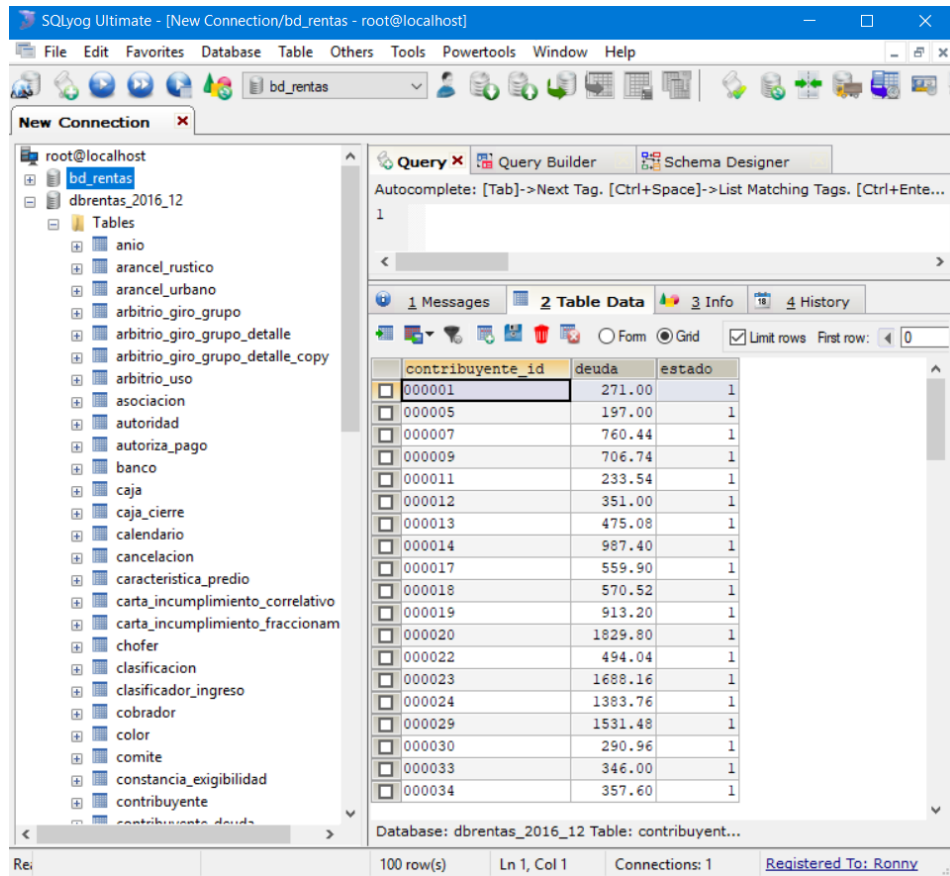 SQLyog Ultimate - [New Connection/bd_rentas - root@localhost]
File Edit Favorites Database Table Others Tools Powertools Window Help
bd_rentas
New Connection
root@localhost
bd_rentas
dbrentas_2016_12
Tables
anio
arancel_rustico
arancel_urbano
arbitrio_giro_grupo
arbitrio_giro_grupo_detalle
arbitrio_giro_grupo_detalle_copy
arbitrio_uso
asociacion
autoridad
autoriza_pago
banco
caja
caja_cierre
calendario
cancelacion
caracteristica_predio
carta_incumplimiento_correlativo
carta_incumplimiento_fraccionam
chofer
clasificacion
clasificador_ingreso
cobrador
color
comite
constancia_exigibilidad
contribuyente
contribuyente_deuda
Query Query Builder Schema Designer
Autocomplete: [Tab]->Next Tag. [Ctrl+Space]->List Matching Tags. [Ctrl+Ente...
1
1 Messages 2 Table Data 3 Info 18 4 History
Form Grid Limit rows First row: 0
contribuyente_id deuda estado
000001 271.00 1
000005 197.00 1
000007 760.44 1
000009 706.74 1
000011 233.54 1
000012 351.00 1
000013 475.08 1
000014 987.40 1
000017 559.90 1
000018 570.52 1
000019 913.20 1
000020 1829.80 1
000022 494.04 1
000023 1688.16 1
000024 1383.76 1
000029 1531.48 1
000030 290.96 1
000033 346.00 1
000034 357.60 1
Database: dbrentas_2016_12 Table: contribuyent...
100 row(s) Ln 1, Col 1 Connections: 1 Registered To: Ronny